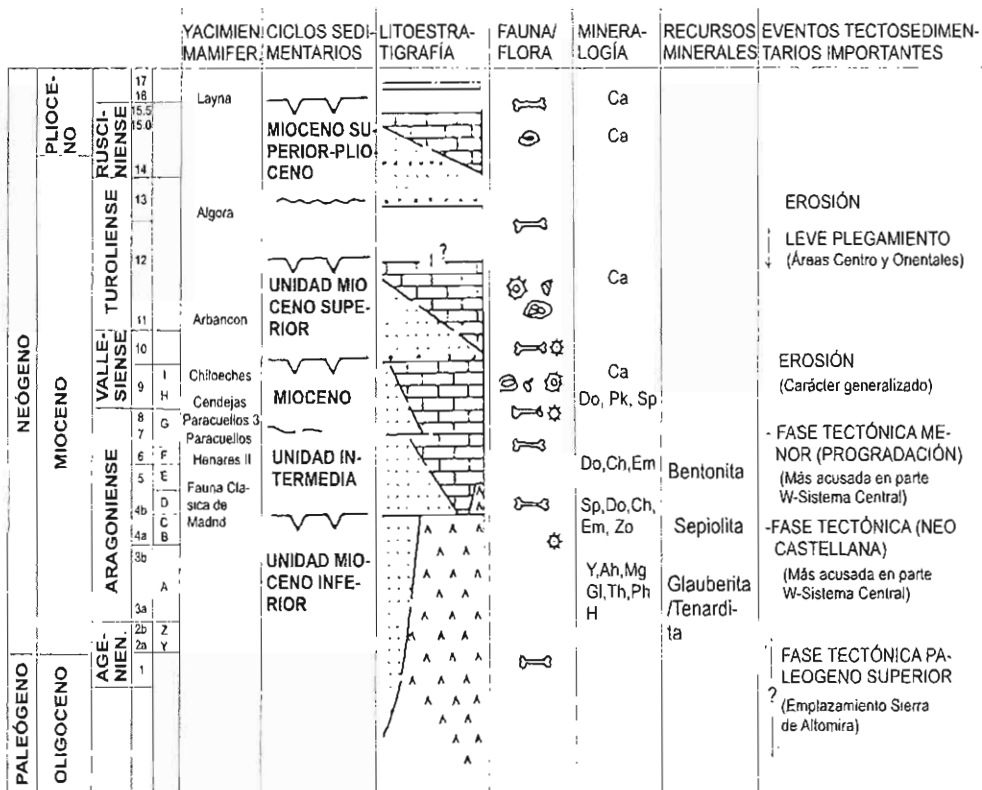 YACIMIEN. CICLOS SEDI- LITOESTRA- FAUNA/ MINERA- RECURSOS EVENTOS TECTOSEDIMEN-
MAMIFER. MENTARIOS TIGRAFÍA FLORA LOGÍA MINERALES TARIOS IMPORTANTES
NEÓGENO
PALEÓGENO
PLIOCE-
NO
MIOCENO
OLIGOCENO
RUSCI-
NIENSE
TUROLIENSE
VALLE-
SIENSE
ARAGONIENSE
AGE-
NIEN.
17
16
15.5
15.0
14
13
12
11
10
9
8
7
6
5
4b
4a
3b
3a
2b
2a
1
I
H
G
F
E
D
C
B
A
Z
Y
Layna
Algora
Arbancon
Chiloeches
Cendejas
Paracuellos 3
Paracuellos
Henares II
Fauna Clá-
sica de
Madrid
MIOCENO SU-
PERIOR-PLIO-
CENO
UNIDAD MIO
CENO SUPE-
RIOR
MIOCENO
UNIDAD IN-
TERMEDIA
UNIDAD MIO-
CENO INFE-
RIOR
?
Ca
Ca
Ca
Ca
Do, Pk, Sp
Do,Ch,Em
Sp,Do,Ch,
Em, Zo
Y,Ah,Mg
Gl,Th,Ph
H
Bentonita
Sepiolita
Glauberita
/Tenardi-
ta
EROSIÓN
LEVE PLEGAMIENTO
(Áreas Centro y Orientales)
EROSIÓN
(Carácter generalizado)
- FASE TECTÓNICA ME-
NOR (PROGRADACIÓN)
(Más acusada en parte
W-Sistema Central)
-FASE TECTÓNICA (NEO
CASTELLANA)
(Más acusada en parte
W-Sistema Central)
FASE TECTÓNICA PA-
LEOGENO SUPERIOR
?
(Emplazamiento Sierra
de Altomira)